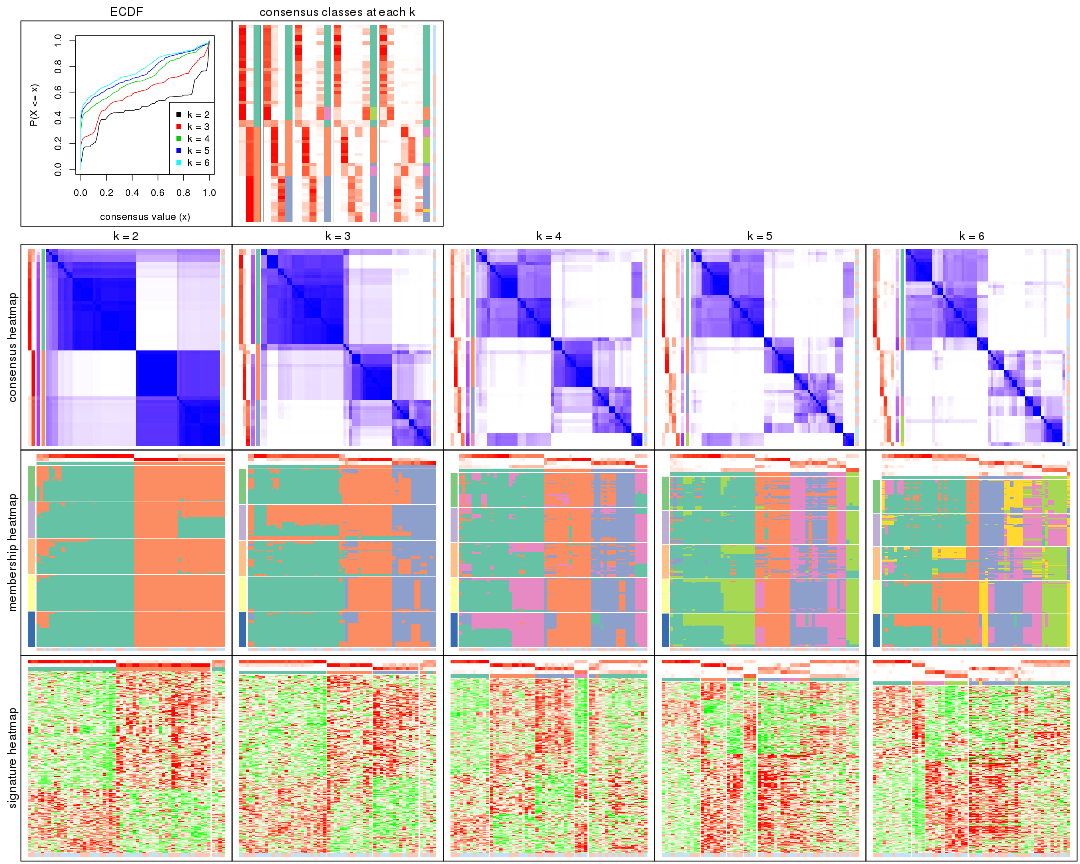 ECDF
consensus classes at each k
P(X <= x)
0.0 0.2 0.4 0.6 0.8 1.0
k = 2
k = 3
k = 4
k = 5
k = 6
0.0 0.2 0.4 0.6 0.8 1.0
consensus value (x)
k = 2
k = 3
k = 4
k = 5
k = 6
consensus heatmap
membership heatmap
signature heatmap